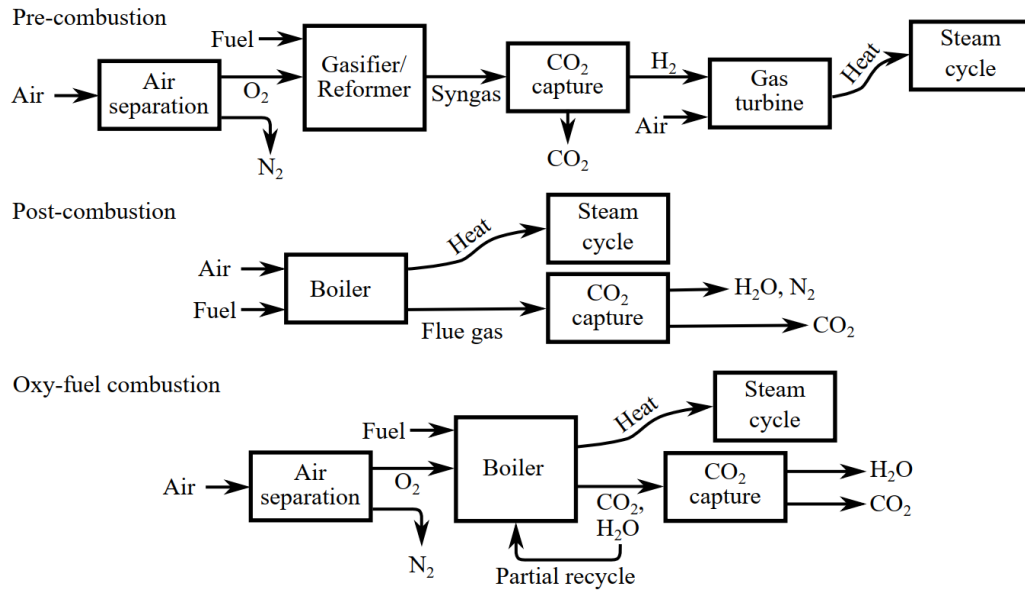 Pre-combustion
Fuel
Air
Air
separation
O₂
N₂
Gasifier/
Reformer
Syngas
CO₂
capture
CO₂
H₂
Air
Gas
turbine
Heat
Steam
cycle
Post-combustion
Air
Fuel
Boiler
Heat
Steam
cycle
Flue gas
CO₂
capture
H₂O, N₂
CO₂
Oxy-fuel combustion
Air
Air
separation
O₂
N₂
Fuel
Boiler
Heat
Steam
cycle
CO₂,
H₂O
Partial recycle
CO₂
capture
H₂O
CO₂